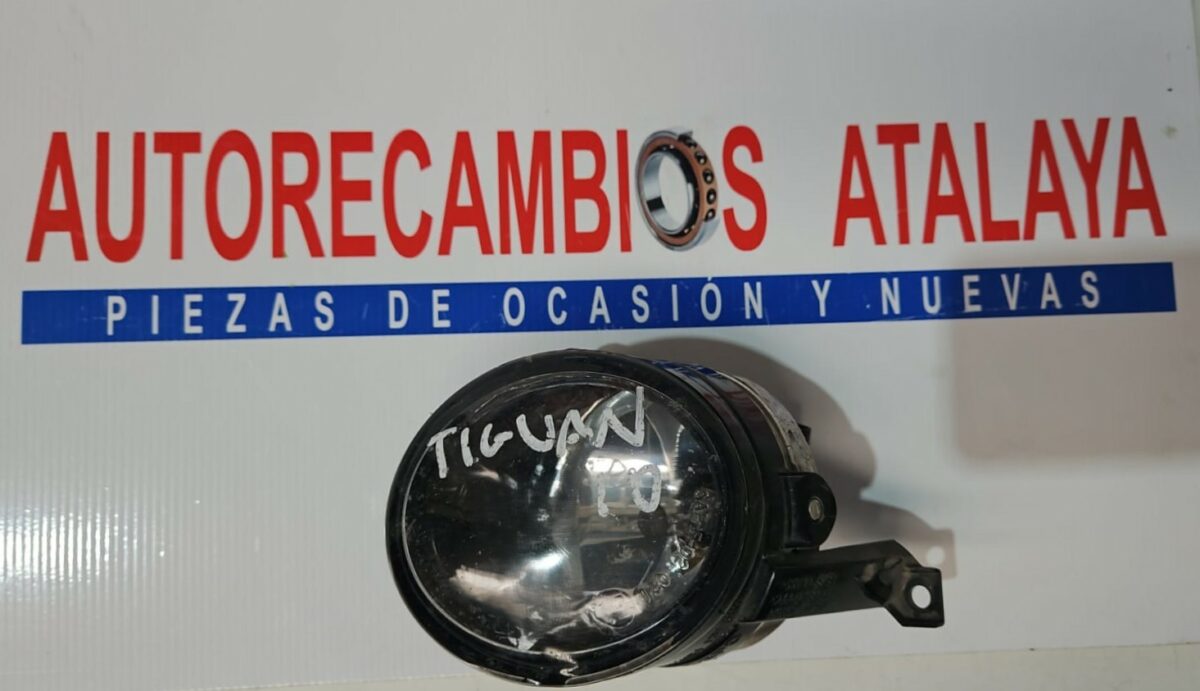 AUTORECAMBIOS ATALAYA
PIEZAS DE OCASIÓN Y NUEVAS
TIGUAN